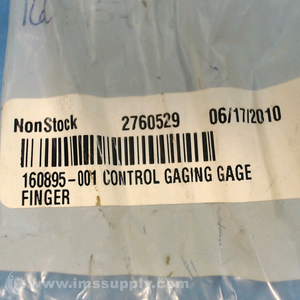 NonStock 2760529 06/17/2010
160895-001 CONTROL GAGING GAGE
FINGER
www.imssupply.com